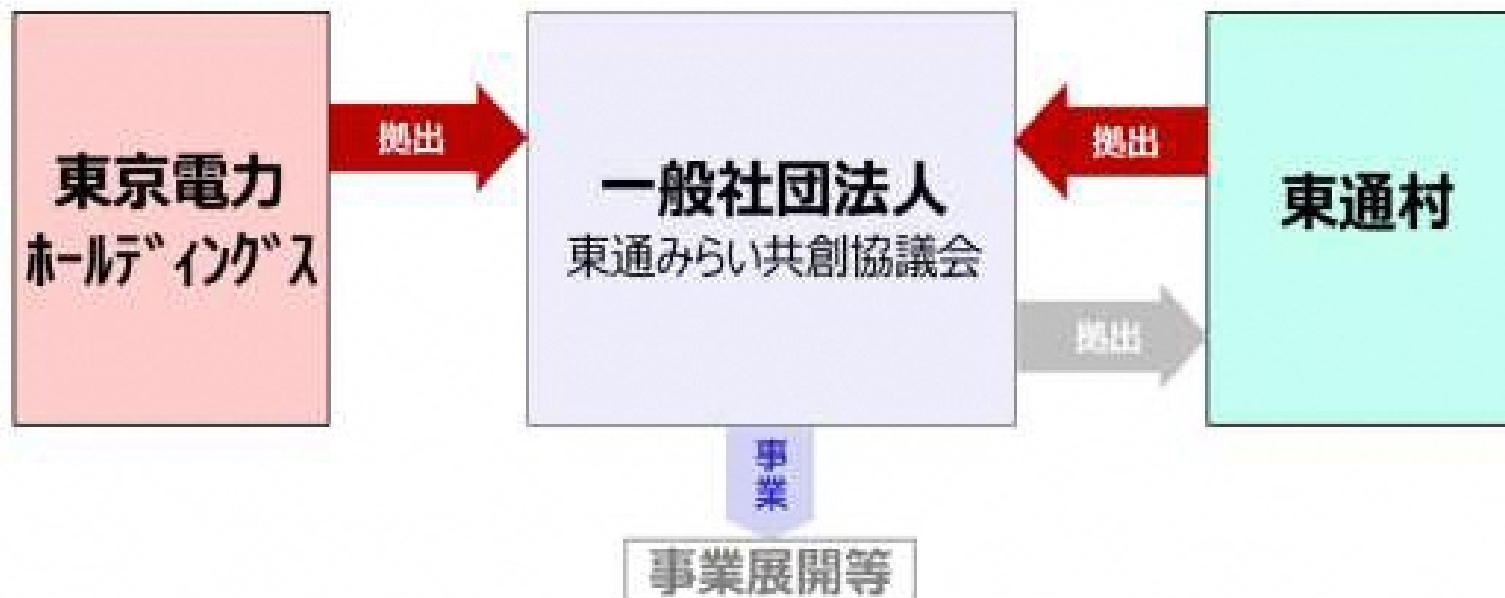 東京電力
ホールディングス
拠出
一般社団法人
東通みらい共創協議会
拠出
東通村
拠出
事業
事業展開等